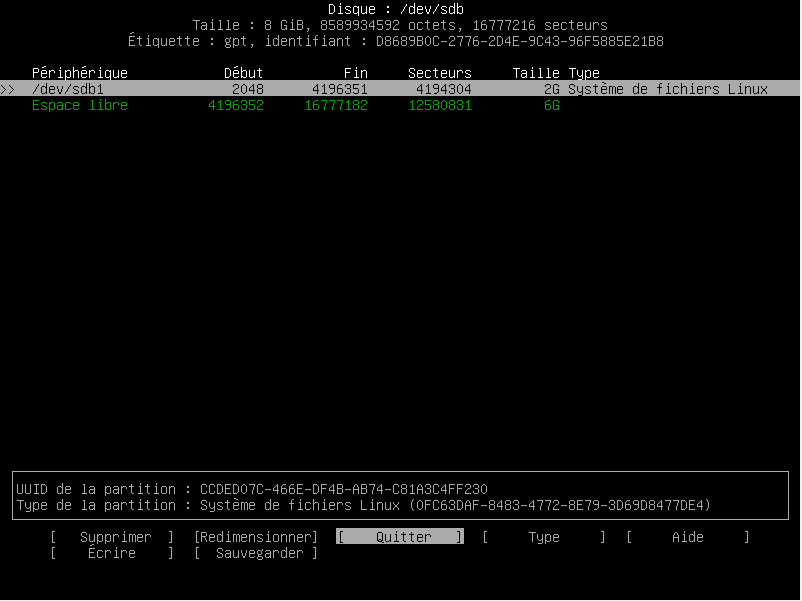 Disque : /dev/sdb
Taille : 8 GiB, 8589934592 octets, 16777216 secteurs
Étiquette : gpt, identifiant : D8689B0C-2776-2D4E-9C43-96F5885E21B8
Périphérique Début Fin Secteurs Taille Type
>> /dev/sdb1 2048 4196351 4194304 2G Système de fichiers Linux
Espace libre 4196352 16777182 12580831 6G
UUID de la partition : CCDED07C-466E-DF4B-AB74-C81A3C4FF230
Type de la partition : Système de fichiers Linux (0FC63DAF-8483-4772-8E79-3D69D8477DE4)
[ Supprimer ] [Redimensionner] [ Quitter ] [ Type ] [ Aide ]
[ Écrire ] [ Sauvegarder ]